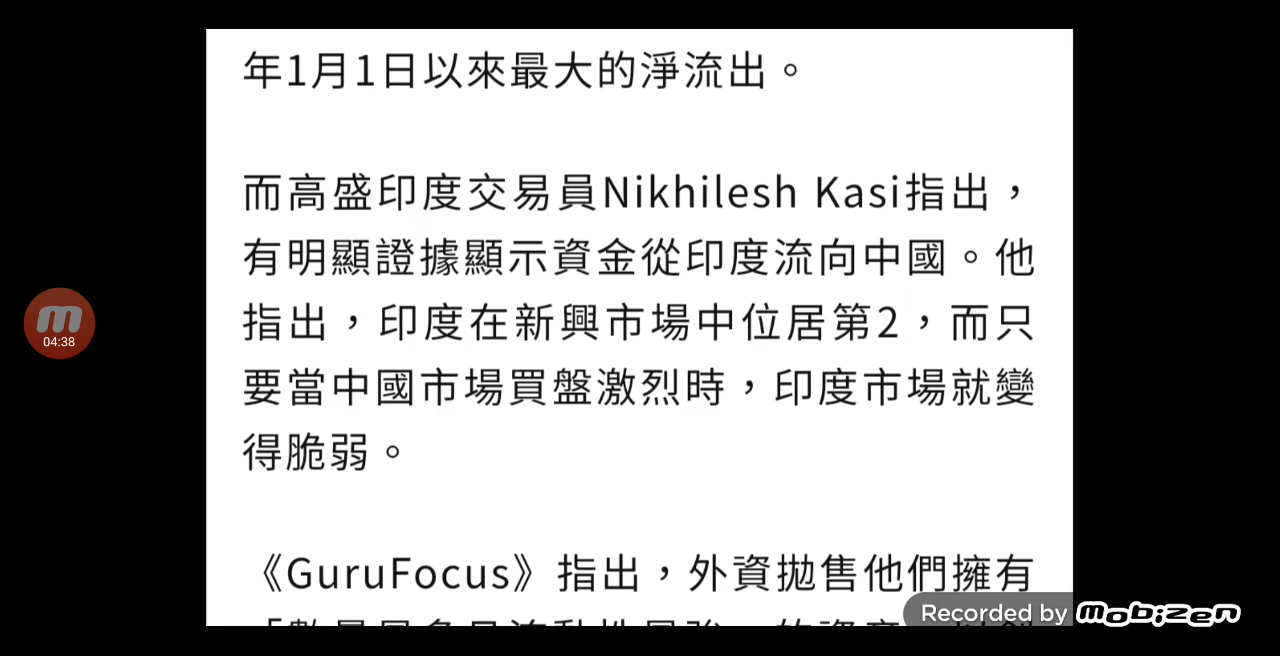 年1月1日以來最大的淨流出。
而高盛印度交易員Nikhilesh Kasi指出，
有明顯證據顯示資金從印度流向中國。他
指出，印度在新興市場中位居第2，而只
要當中國市場買盤激烈時，印度市場就變
得脆弱。
04:38
《GuruFocus》指出，外資拋售他們擁有
Recorded by mobizen